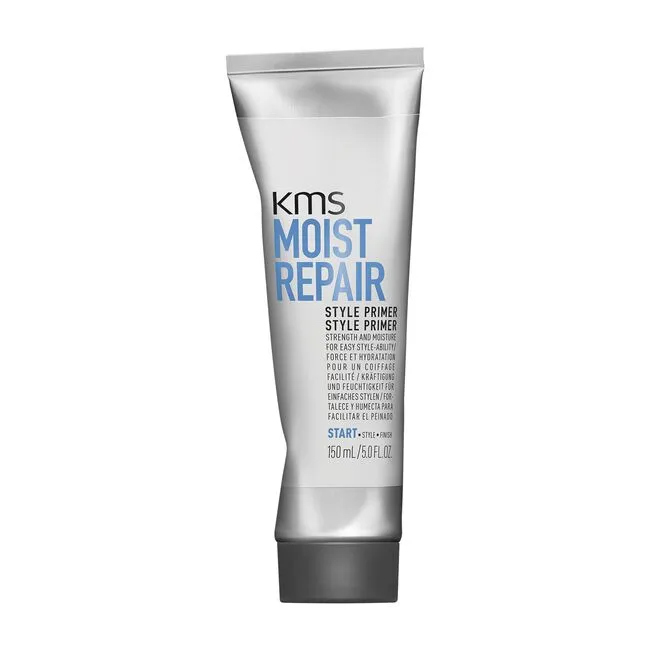 KMS
MOIST
REPAIR
STYLE PRIMER
STYLE PRIMER
STRENGTH AND MOISTURE
FOR EASY STYLE-ABILITY/
FORCE ET HYDRATATION
POUR UN COIFFAGE
FACILITÉ / KRÄFTIGUNG
UND FEUCHTIGKEIT FÜR
EINFACHES STYLEN / FOR-
TALECE Y HUMECTA PARA
FACILITAR EL PEINADO
START • STYLE • FINISH
150 mL/5.0 FL.OZ.